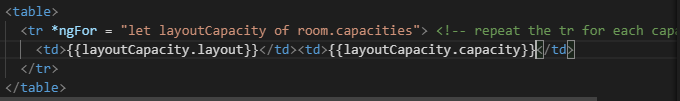 <table>
<tr *ngFor = "let layoutCapacity of room.capacities"> <!-- repeat the tr for each capa
<td>{{layoutCapacity.layout}}</td><td>{{layoutCapacity.capacity}}</td>
</tr>
</table>